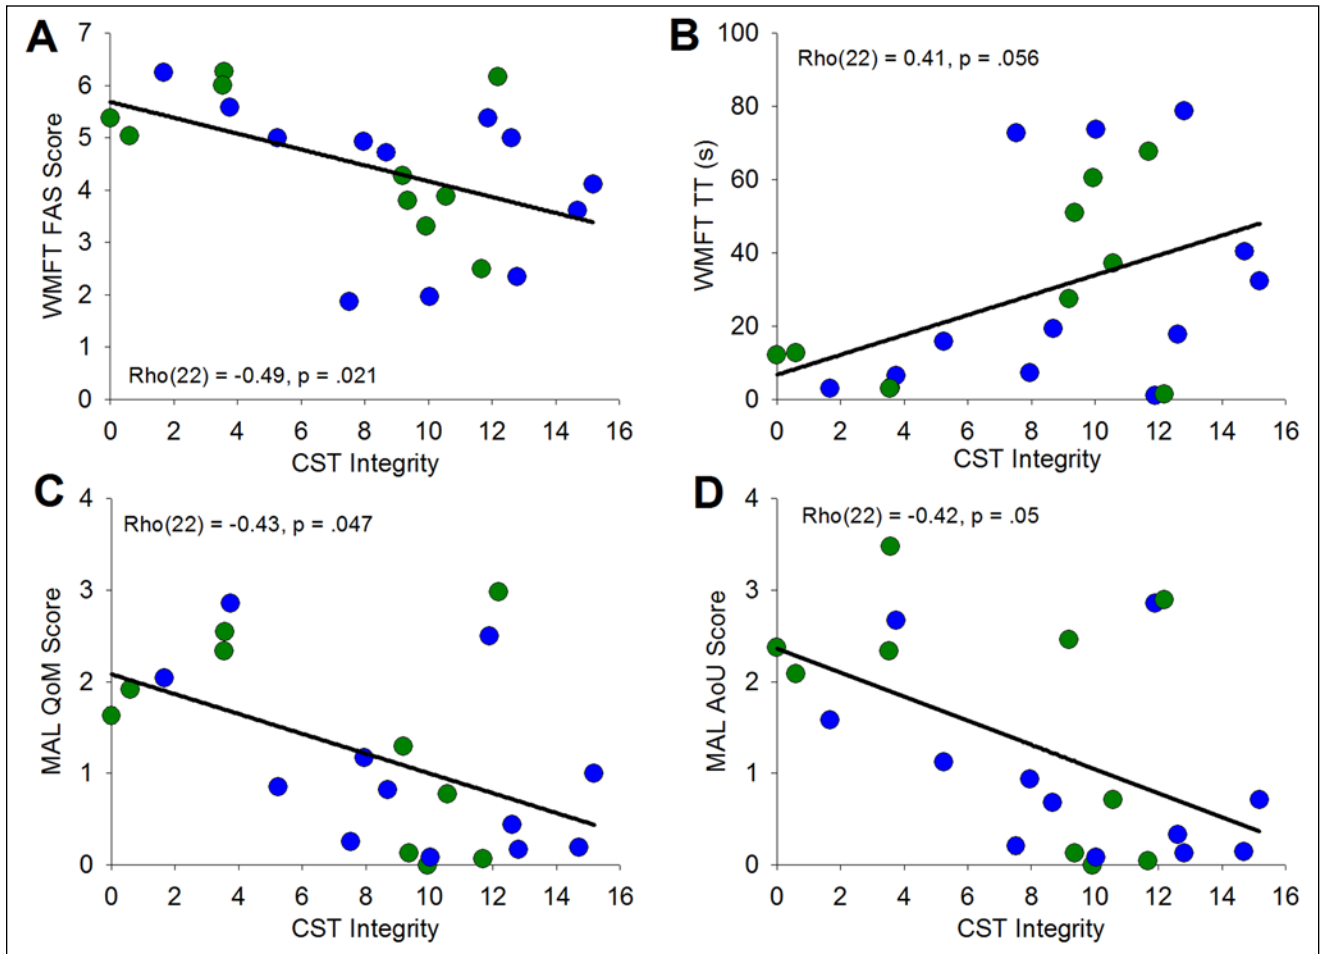 A
WMFT FAS Score
7
6
5
4
3
2
1
0
Rho(22) = -0.49, p = .021
0 2 4 6 8 10 12 14 16
CST Integrity
B
WMFT TT (s)
100
80
60
40
20
0
Rho(22) = 0.41, p = .056
0 2 4 6 8 10 12 14 16
CST Integrity
C
MAL QoM Score
4
3
2
1
0
Rho(22) = -0.43, p = .047
0 2 4 6 8 10 12 14 16
CST Integrity
D
MAL AoU Score
4
3
2
1
0
Rho(22) = -0.42, p = .05
0 2 4 6 8 10 12 14 16
CST Integrity